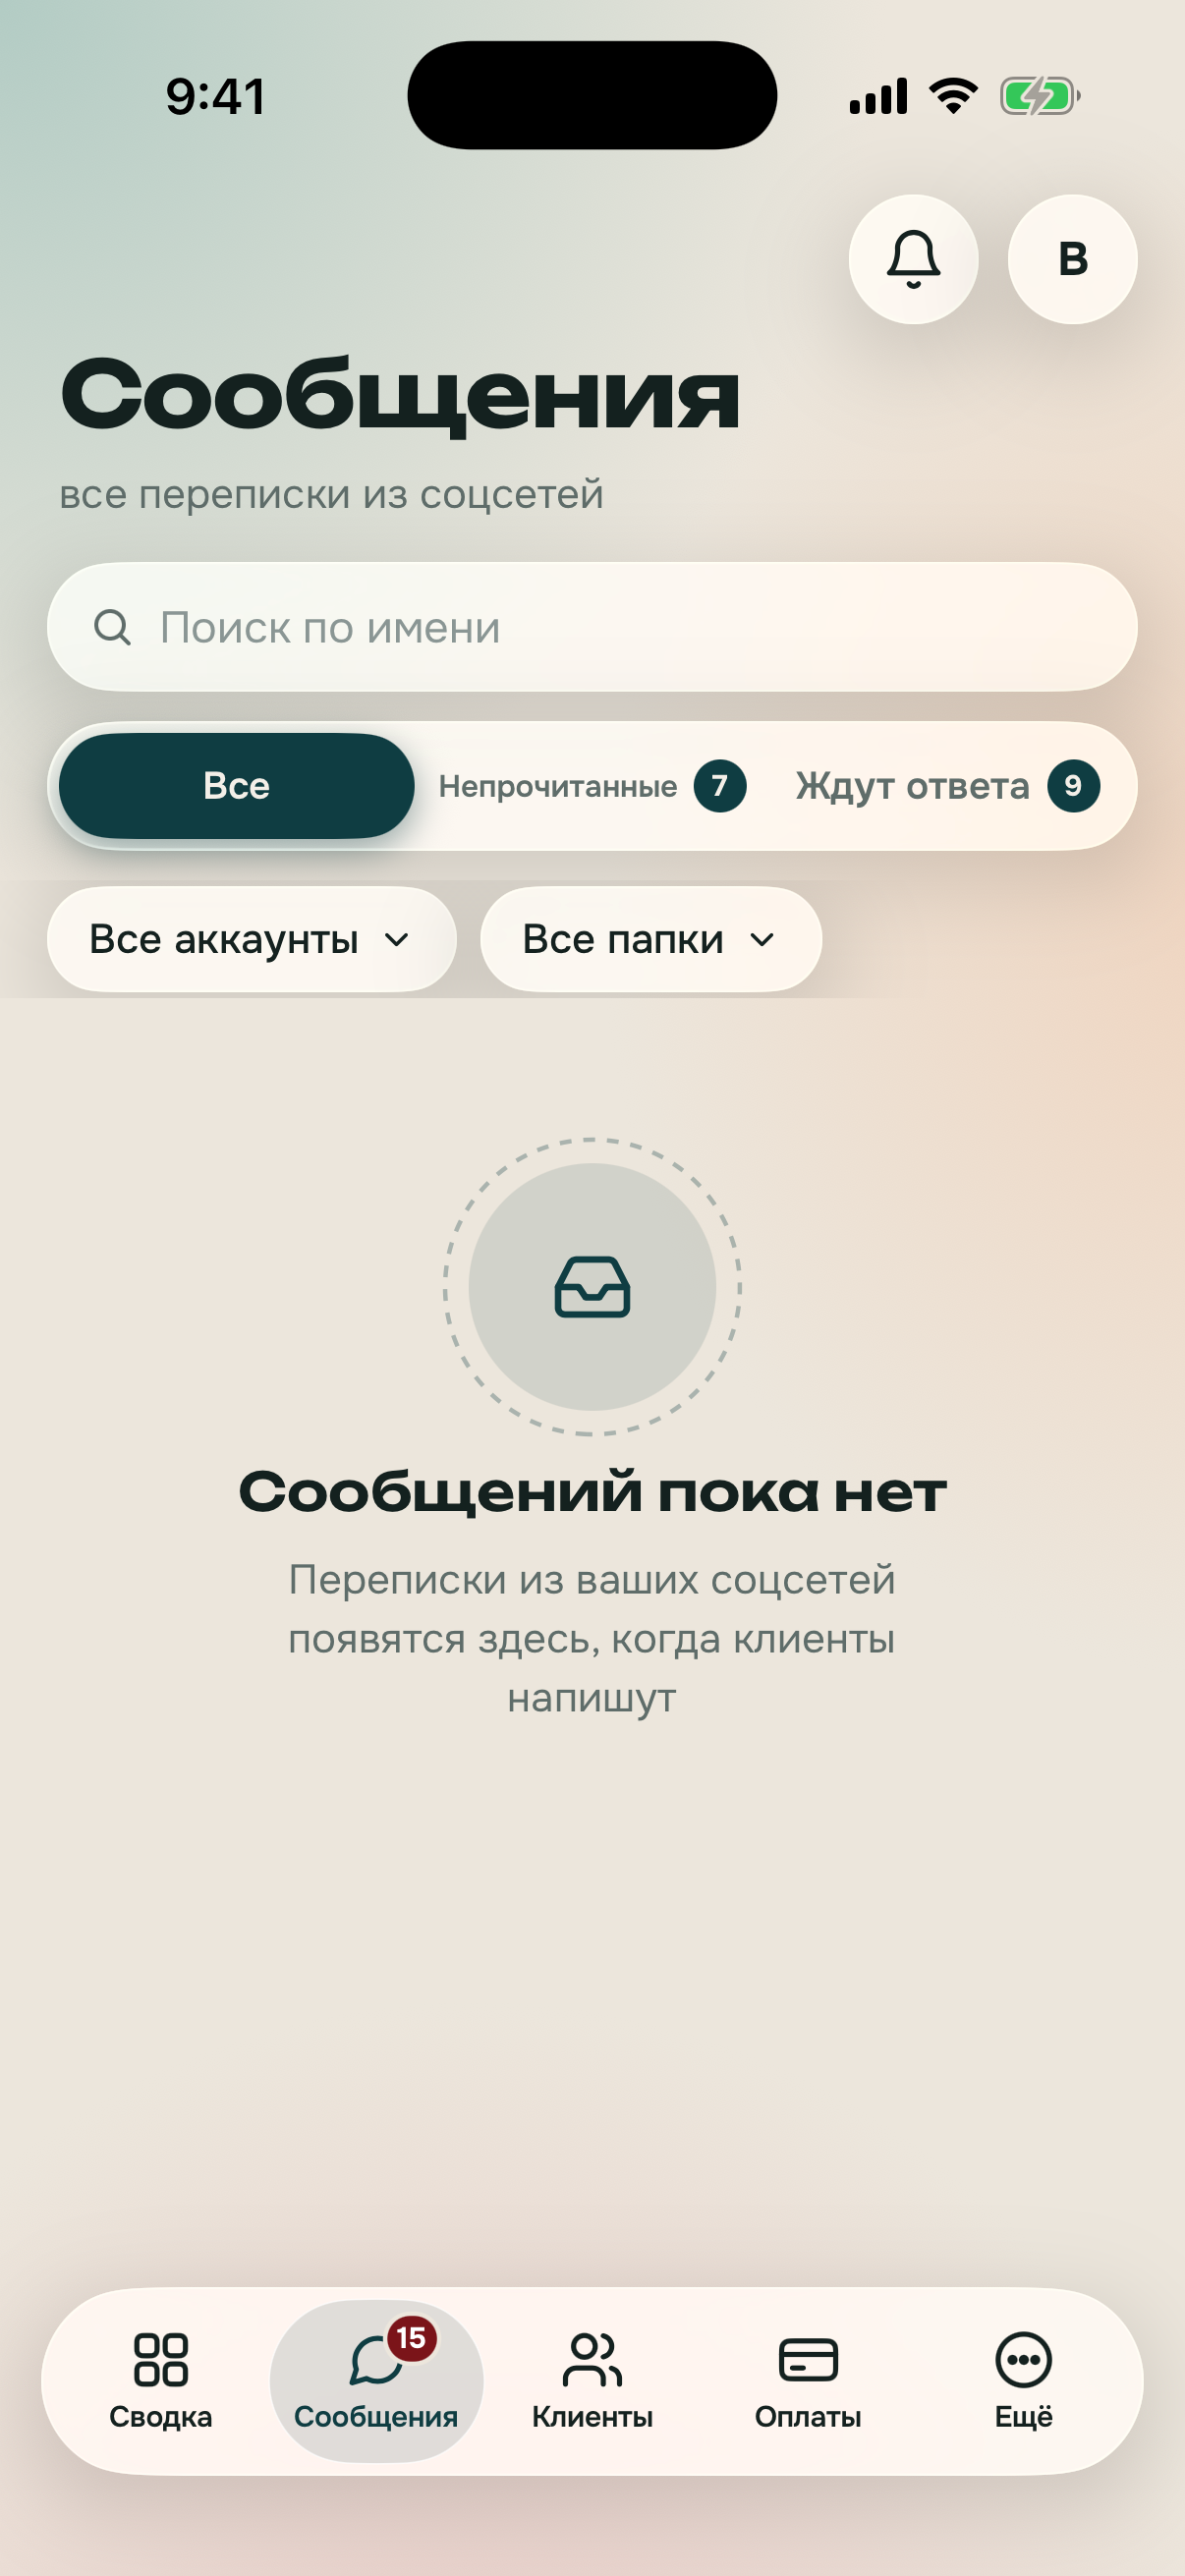 9:41
B
Сообщения
все переписки из соцсетей
Поиск по имени
Все Непрочитанные 7 Ждут ответа 9
Все аккаунты Все папки
Сообщений пока нет
Переписки из ваших соцсетей
появятся здесь, когда клиенты
напишут
15
Сводка Сообщения Клиенты Оплаты Ещё